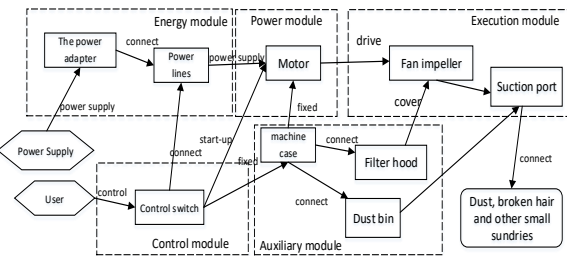 Energy module
Power module
Execution module
The power
adapter
connect
Power
lines
power supply
Motor
drive
Fan impeller
Suction port
power supply
fixed
cover
Power Supply
connect
start-up
fixed
machine
case
connect
Filter hood
connect
User
control
Control switch
connect
Dust bin
Dust, broken hair
and other small
sundries
Control module
Auxiliary module